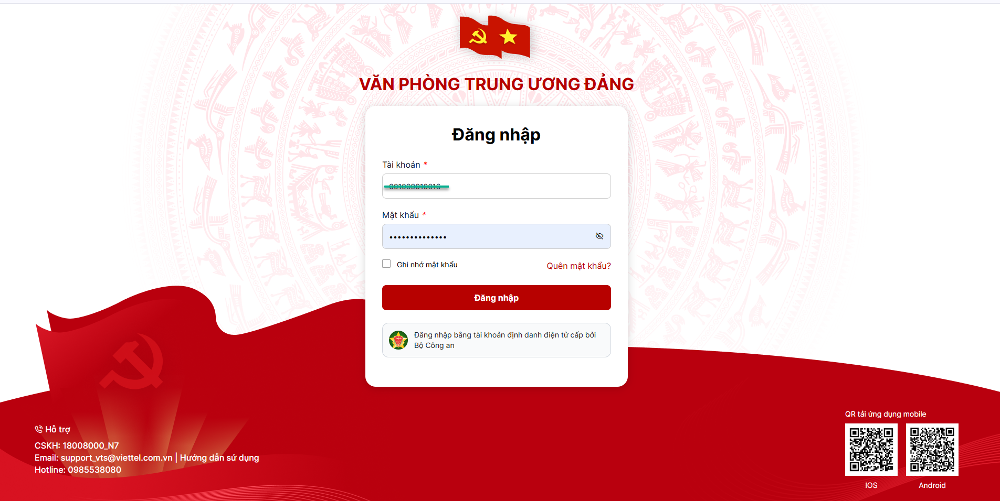 VĂN PHÒNG TRUNG ƯƠNG ĐẢNG
Đăng nhập
Tài khoản *
Mật khẩu *
••••••••••••••
Ghi nhớ mật khẩu
Quên mật khẩu?
Đăng nhập
Đăng nhập bằng tài khoản định danh điện tử cấp bởi
Bộ Công an
Hỗ trợ
CSKH: 18008000_N7
Email: support_vts@viettel.com.vn | Hướng dẫn sử dụng
Hotline: 0985538080
QR tải ứng dụng mobile
IOS
Android